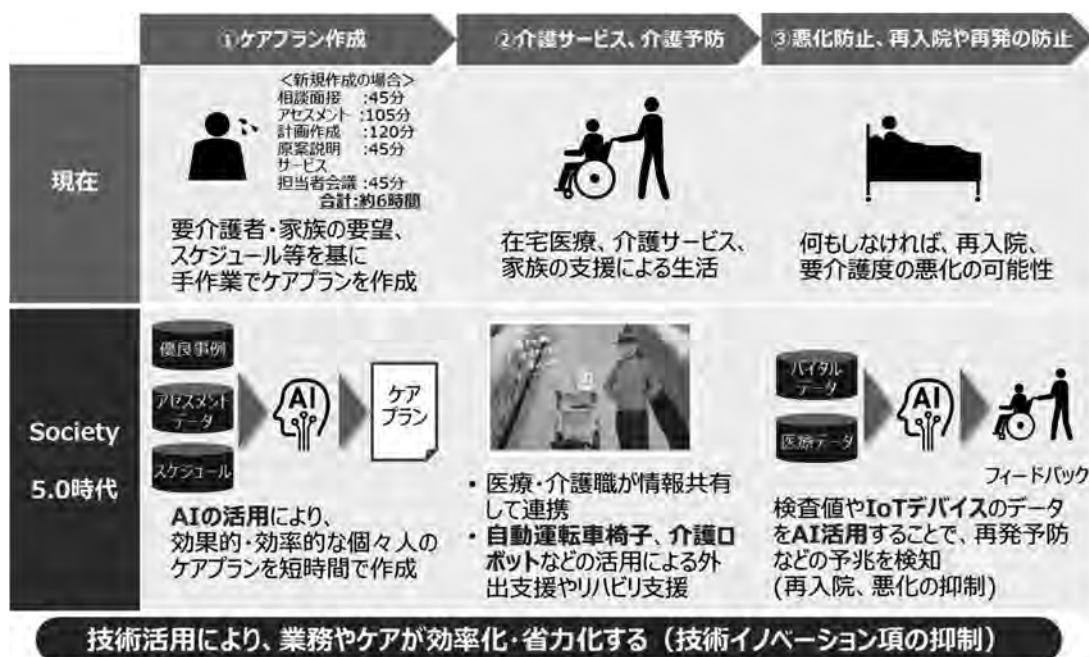 ①ケアプラン作成
②介護サービス、介護予防
③悪化防止、再入院や再発の防止
現在
<新規作成の場合>
相談面接 :45分
アセスメント :105分
計画作成 :120分
原案説明 :45分
サービス
担当者会議 :45分
合計:約6時間
要介護者・家族の要望、
スケジュール等を基に
手作業でケアプランを作成
在宅医療、介護サービス、
家族の支援による生活
何もしなければ、再入院、
要介護度の悪化の可能性
Society
5.0時代
優良事例
アセスメント
データ
スケジュール
AI
ケア
プラン
AIの活用により、
効果的・効率的な個々人の
ケアプランを短時間で作成
・医療・介護職が情報共有
して連携
・自動運転車椅子、介護ロ
ボットなどの活用による外
出支援やリハビリ支援
バイタル
データ
医療データ
AI
フィードバック
検査値やIoTデバイスのデータ
をAI活用することで、再発予防
などの予兆を検知
(再入院、悪化の抑制)
技術活用により、業務やケアが効率化・省力化する（技術イノベーション項の抑制）